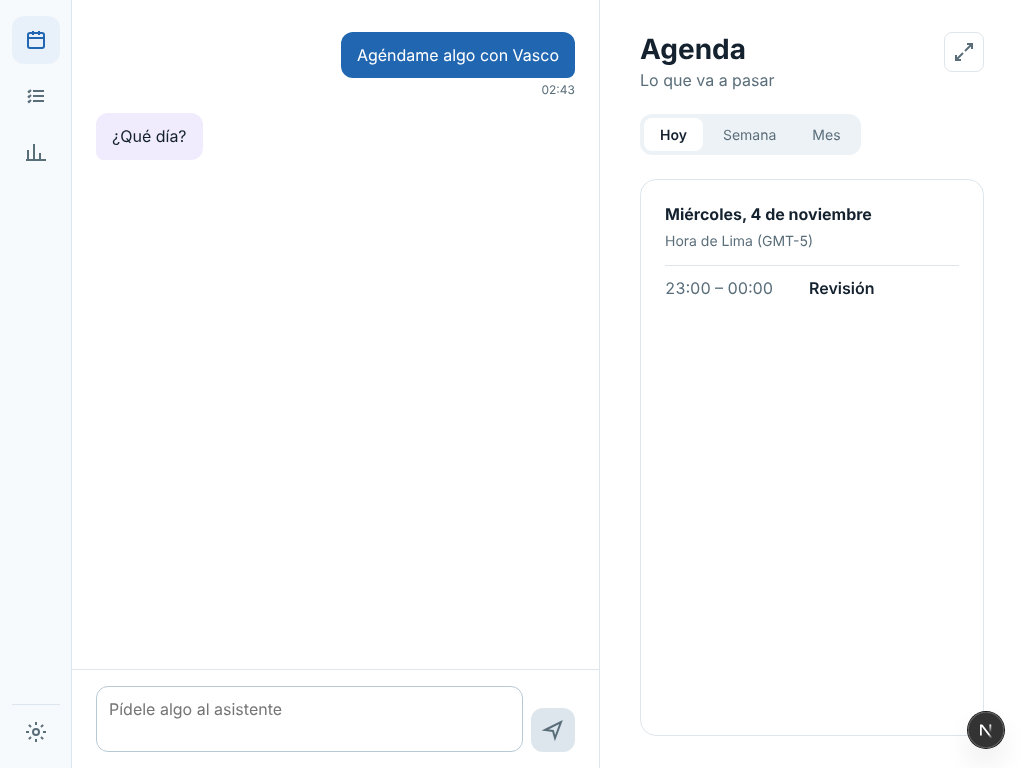 Agéndame algo con Vasco
02:43
¿Qué día?
Pídele algo al asistente
Agenda
Lo que va a pasar
Hoy Semana Mes
Miércoles, 4 de noviembre
Hora de Lima (GMT-5)
23:00 – 00:00 Revisión
N